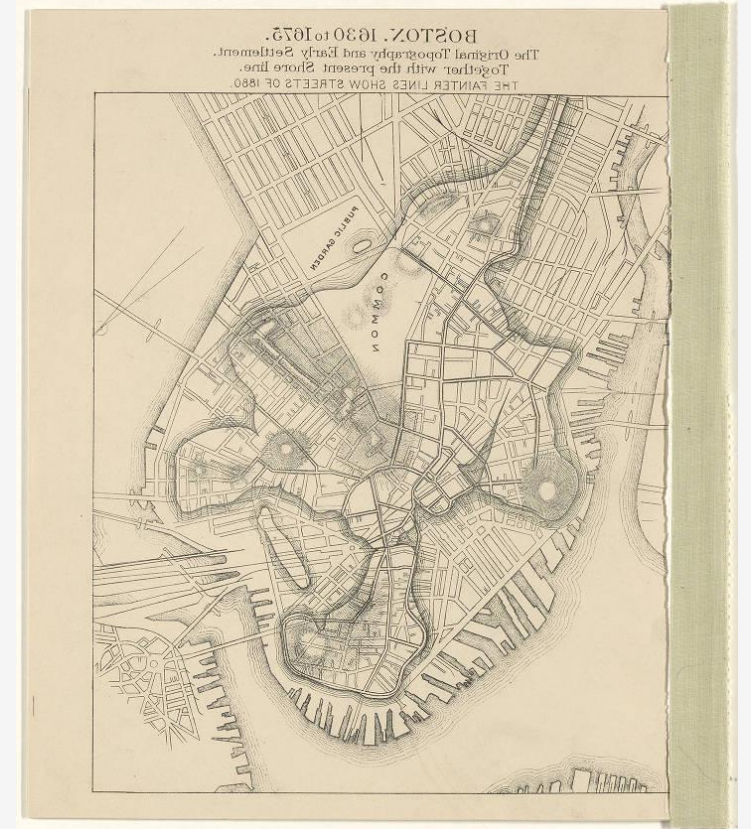 BOSTON. 1630 to 1675.
The Original Topography and Early Settlement.
Together with the present Shore line.
THE FAINTER LINES SHOW STREETS OF 1880.
PUBLIC GARDEN
COMMON